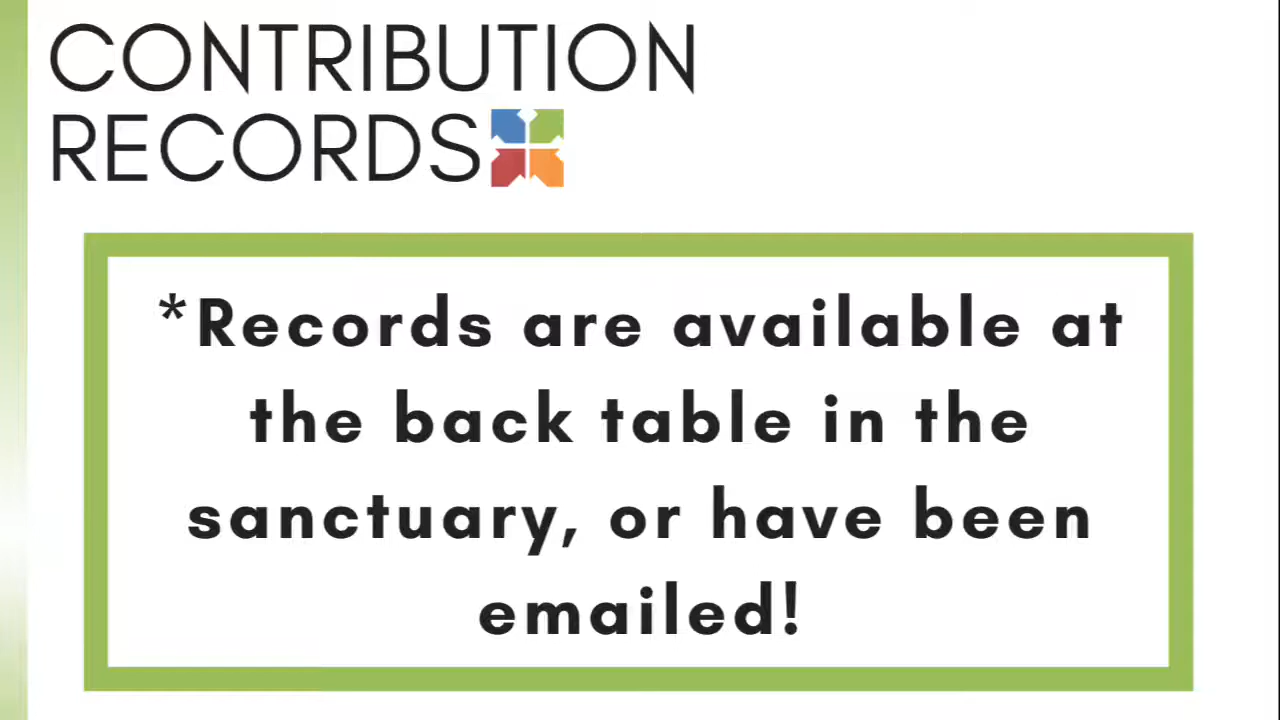 CONTRIBUTION
RECORDS
*Records are available at
the back table in the
sanctuary, or have been
emailed!